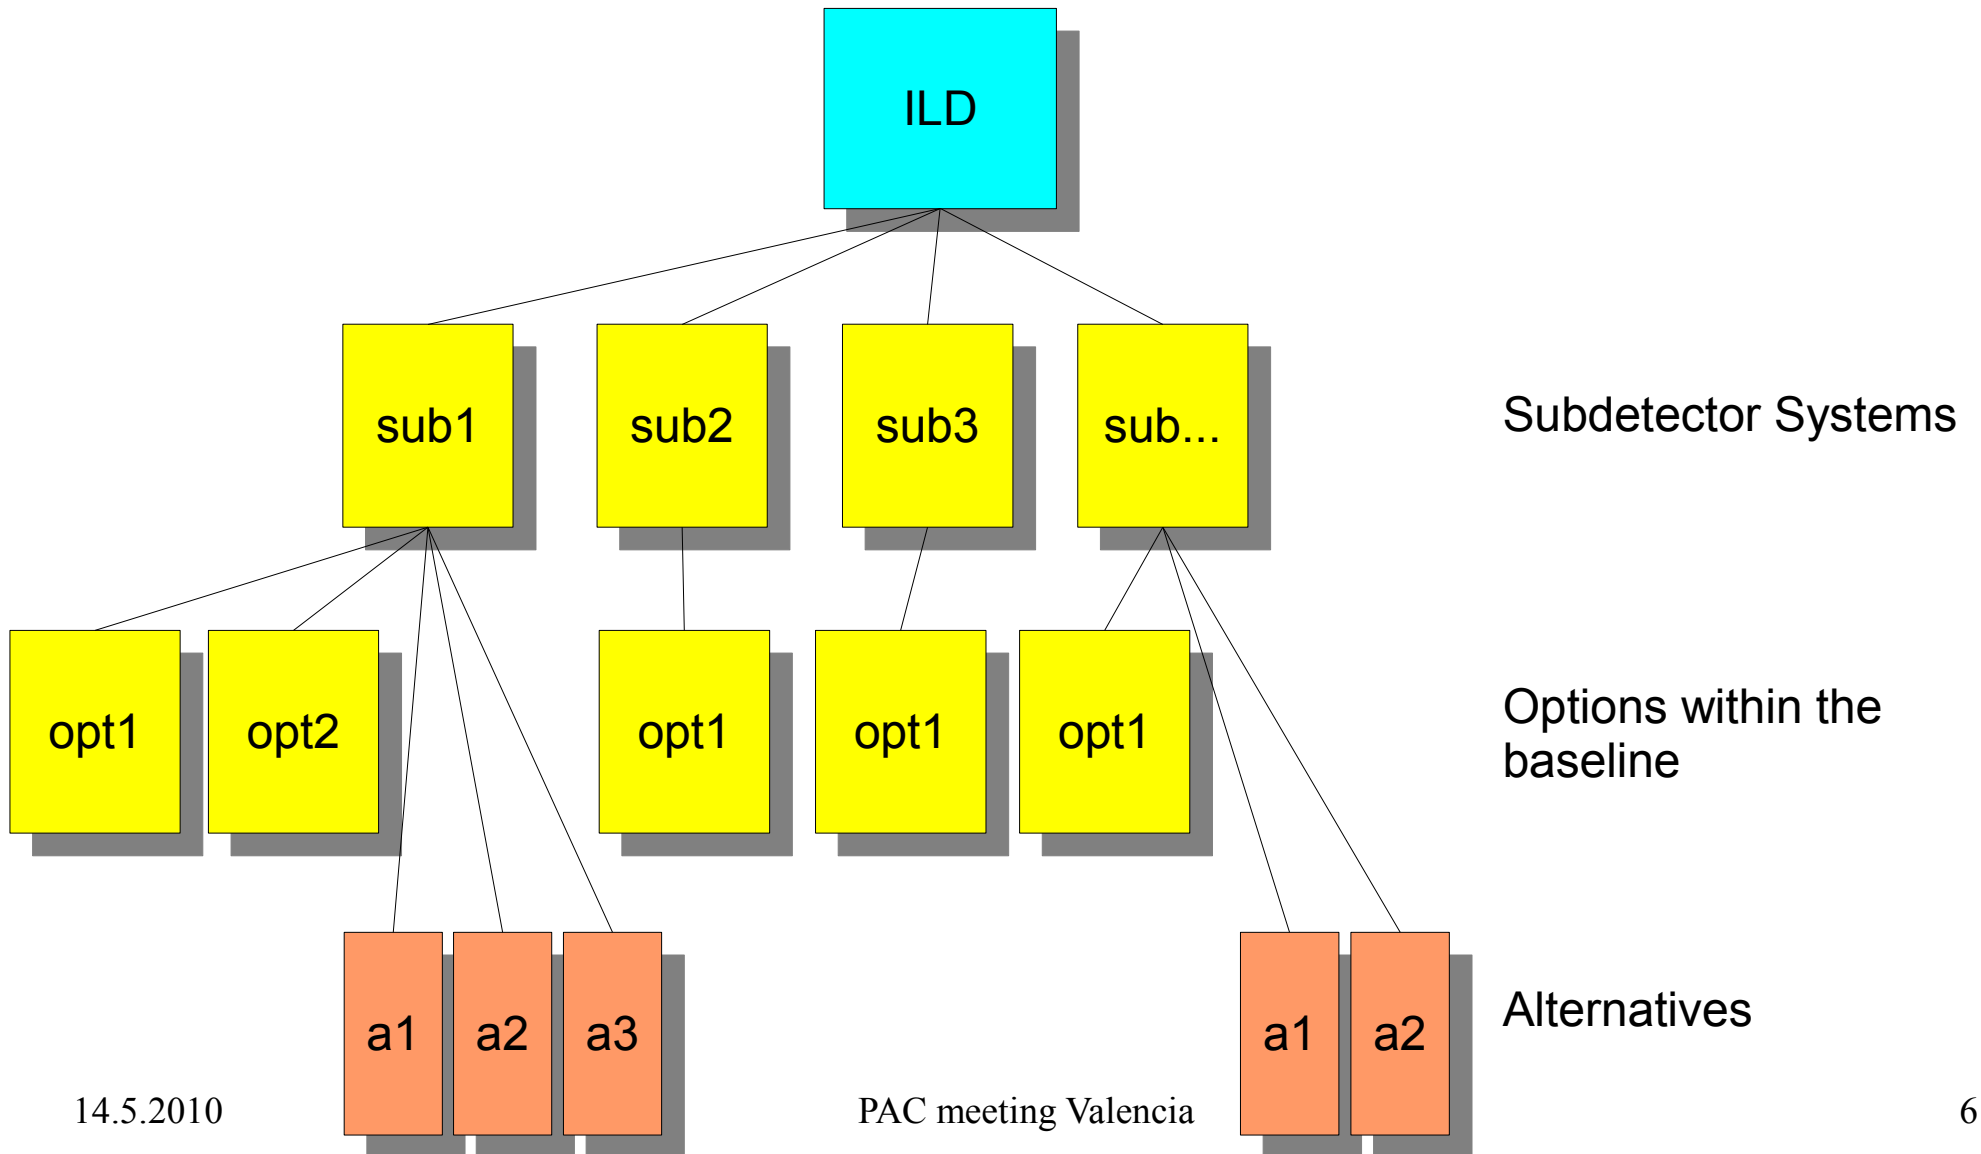 ILD
sub1 sub2 sub3 sub...
Subdetector Systems
opt1 opt2 opt1 opt1 opt1
Options within the
baseline
a1 a2 a3 a1 a2
Alternatives
14.5.2010 PAC meeting Valencia 6